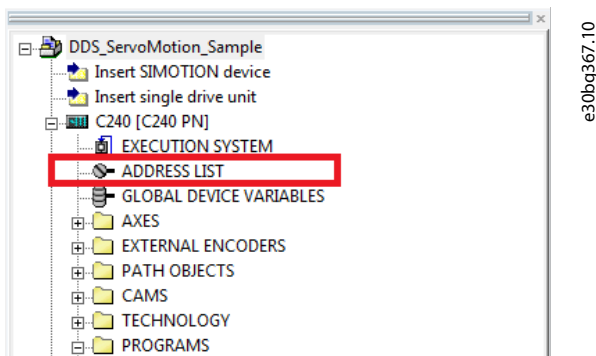 DDS_ServoMotion_Sample
Insert SIMOTION device
Insert single drive unit
C240 [C240 PN]
EXECUTION SYSTEM
ADDRESS LIST
GLOBAL DEVICE VARIABLES
AXES
EXTERNAL ENCODERS
PATH OBJECTS
CAMS
TECHNOLOGY
PROGRAMS
e30bq367.10